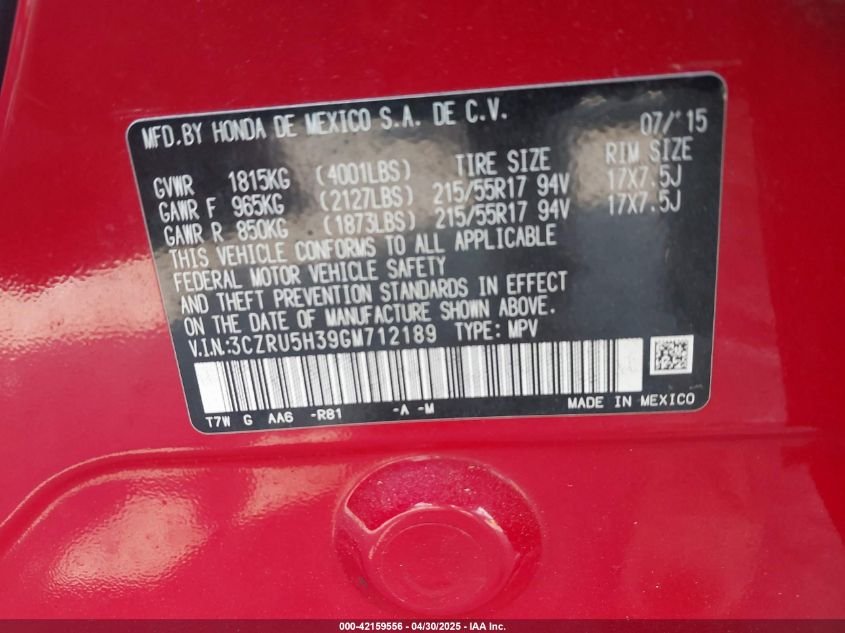 MFD.BY HONDA DE MEXICO S.A. DE C.V. 07/'15
GVWR 1815KG (4001LBS) TIRE SIZE RIM SIZE
GAWR F 965KG (2127LBS) 215/55R17 94V 17X7.5J
GAWR R 850KG (1873LBS) 215/55R17 94V 17X7.5J
THIS VEHICLE CONFORMS TO ALL APPLICABLE
FEDERAL MOTOR VEHICLE SAFETY
AND THEFT PREVENTION STANDARDS IN EFFECT
ON THE DATE OF MANUFACTURE SHOWN ABOVE.
V.I.N.:3CZRU5H39GM712189 TYPE: MPV
T7W G AA6 -R81 -A -M MADE IN MEXICO
000-42159556 - 04/30/2025 - IAA Inc.